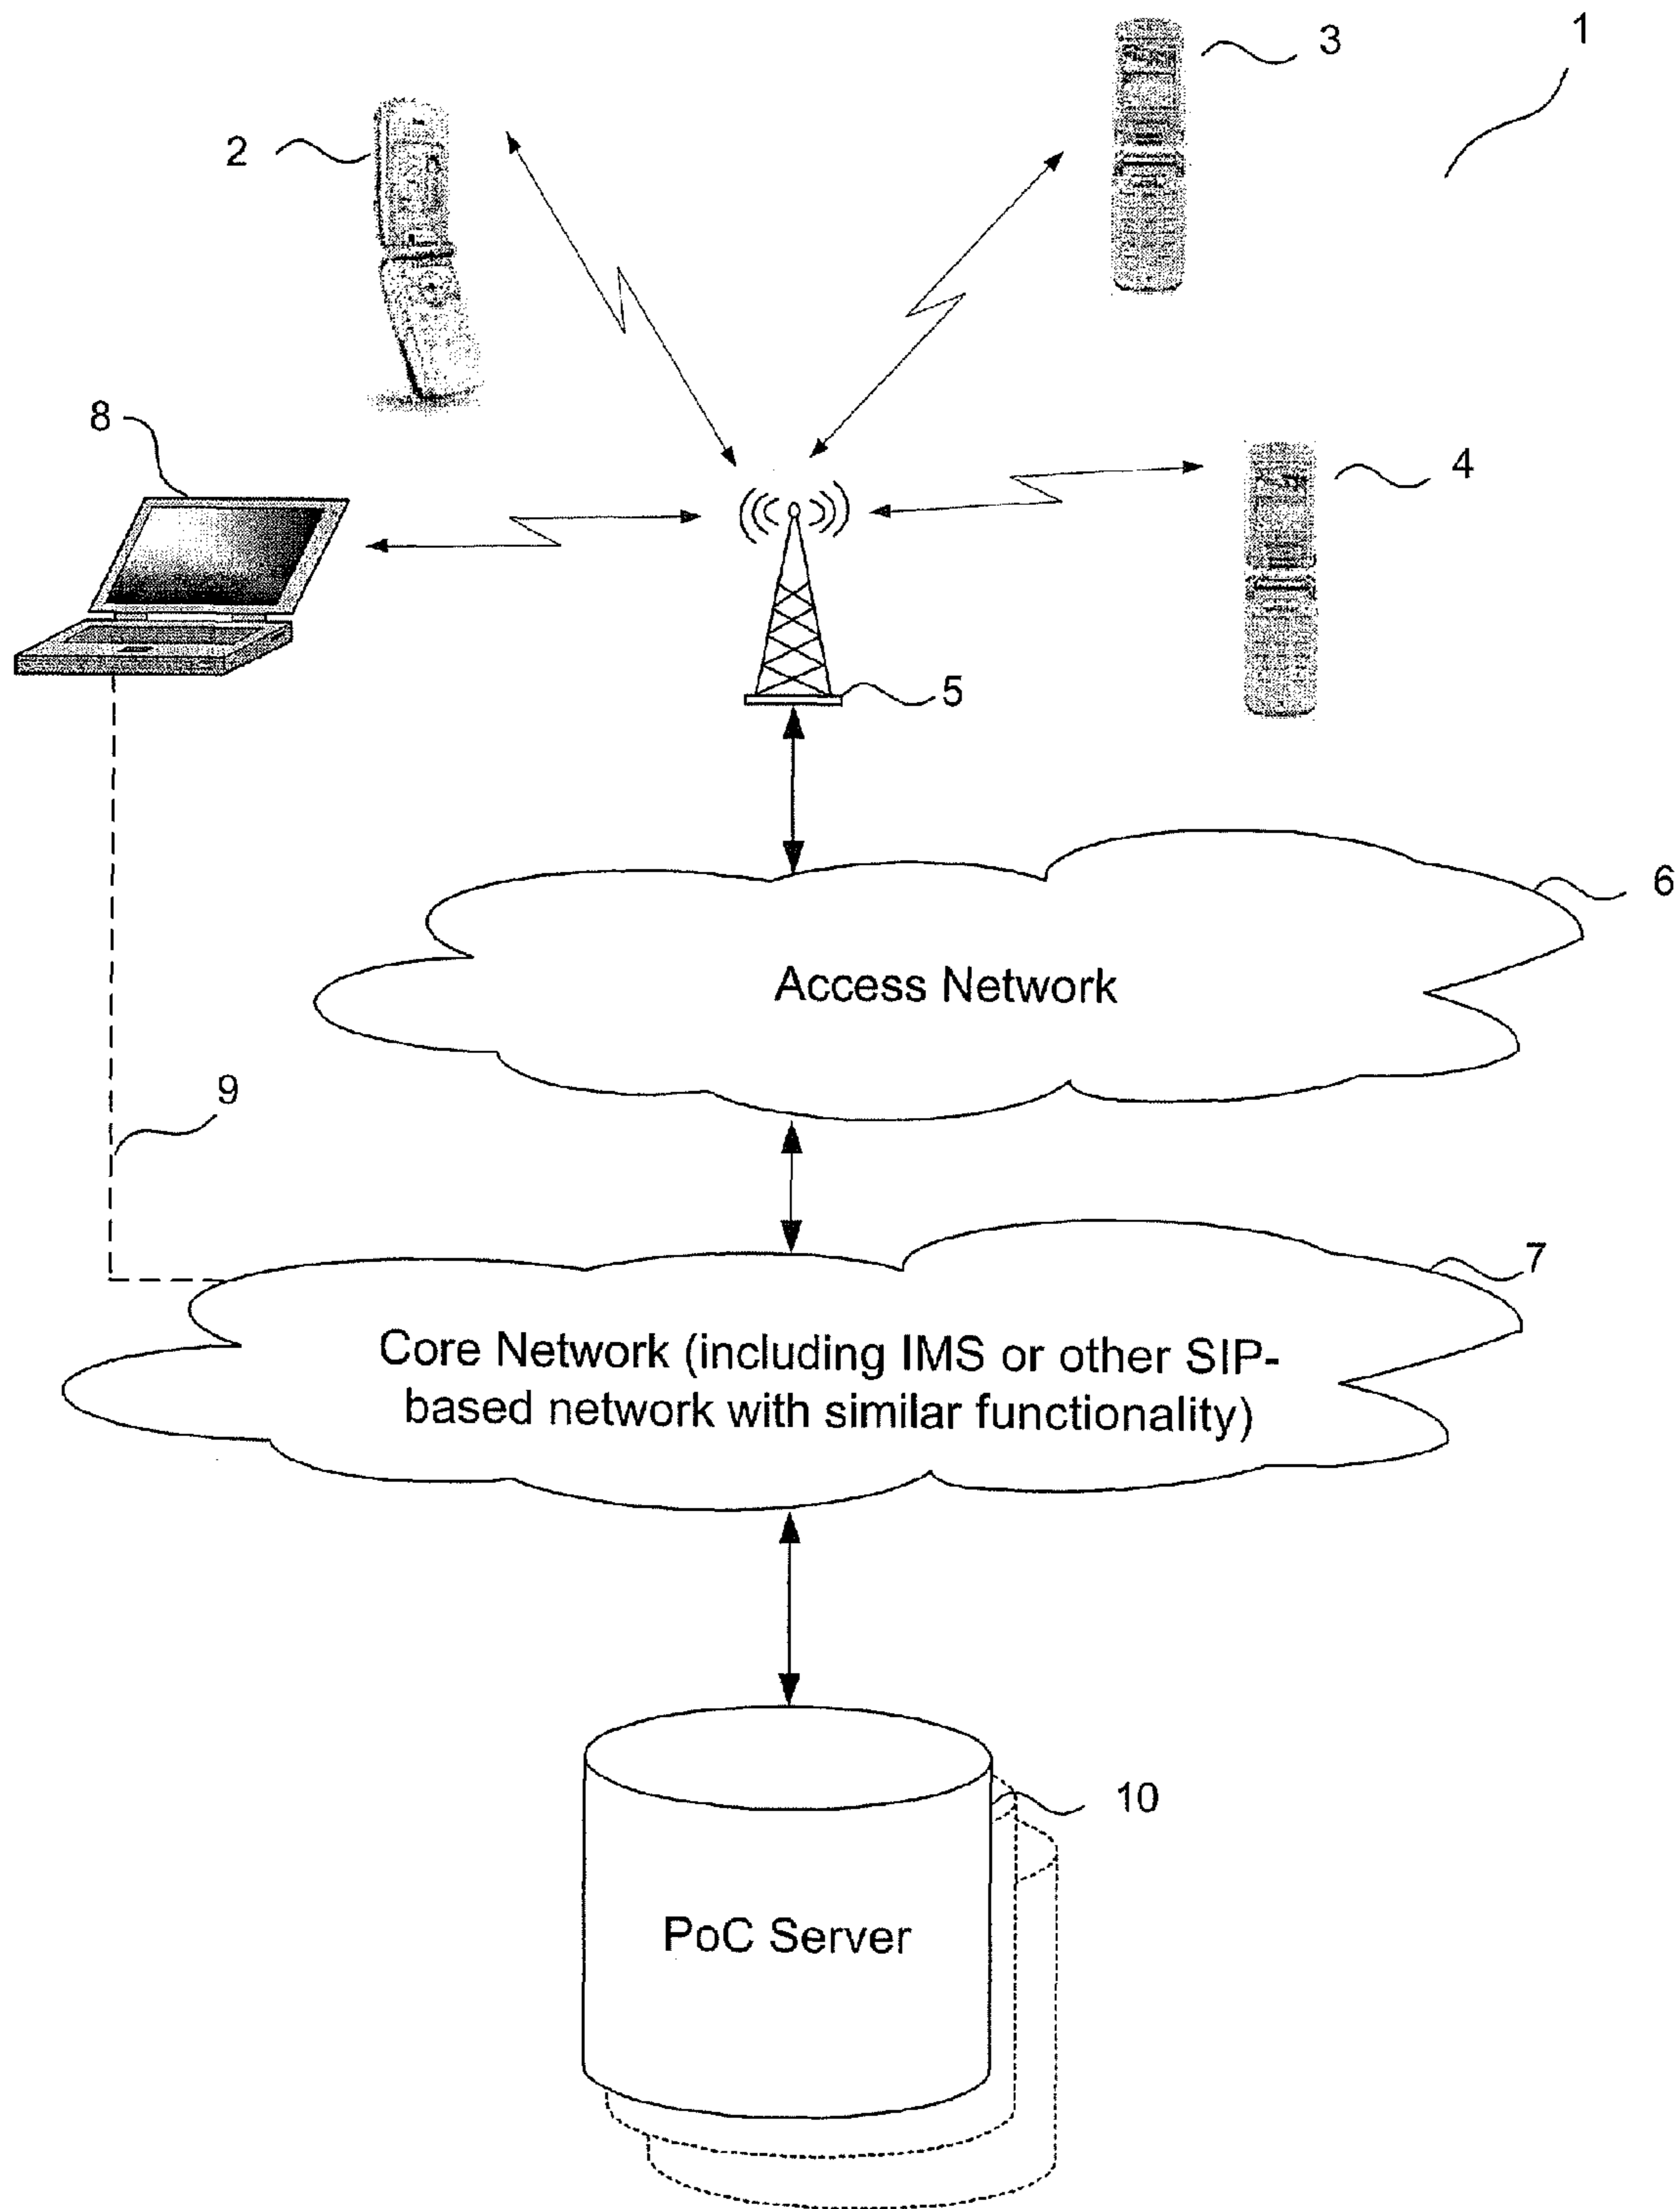 1
3
2
8
4
5
6
Access Network
9
7
Core Network (including IMS or other SIP-
based network with similar functionality)
10
PoC Server